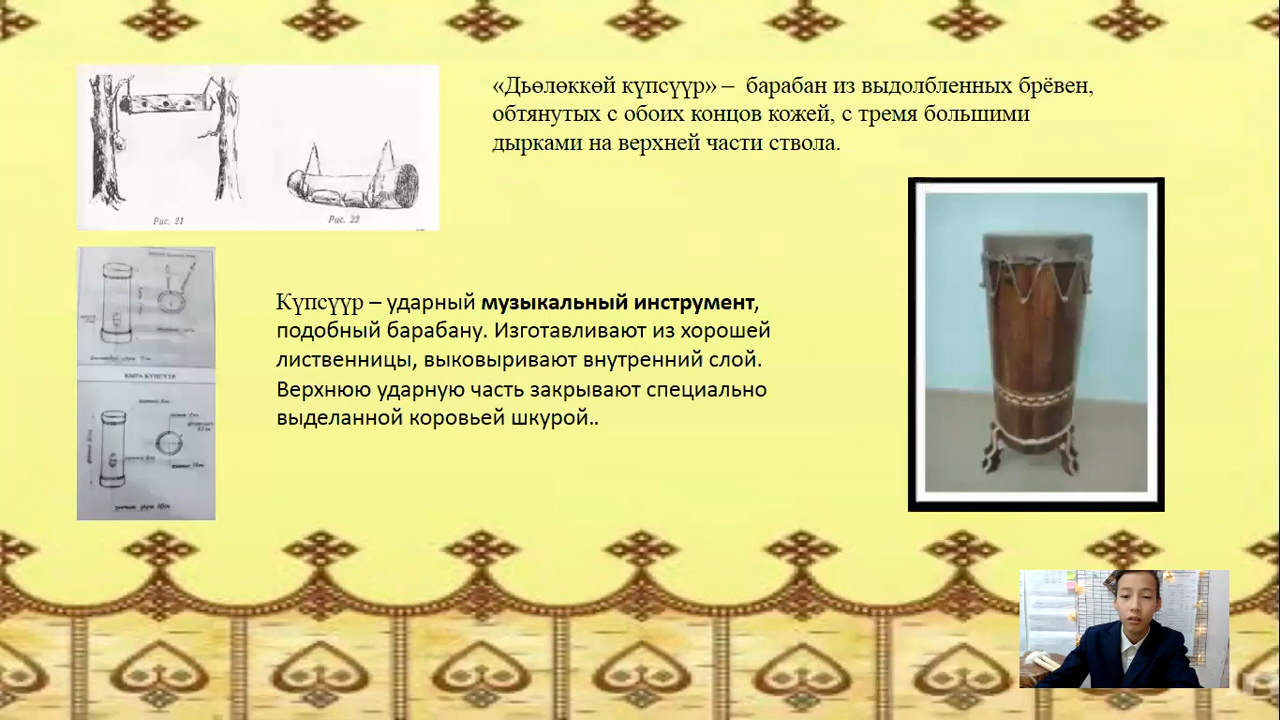 «Дьөлөккөй күпсүүр» – барабан из выдолбленных брёвен,
обтянутых с обоих концов кожей, с тремя большими
дырками на верхней части ствола.
Рис. 21
Рис. 22
Күпсүүр – ударный музыкальный инструмент,
подобный барабану. Изготавливают из хорошей
лиственницы, выковыривают внутренний слой.
Верхнюю ударную часть закрывают специально
выделанной коровьей шкурой..
КҮПСҮҮР